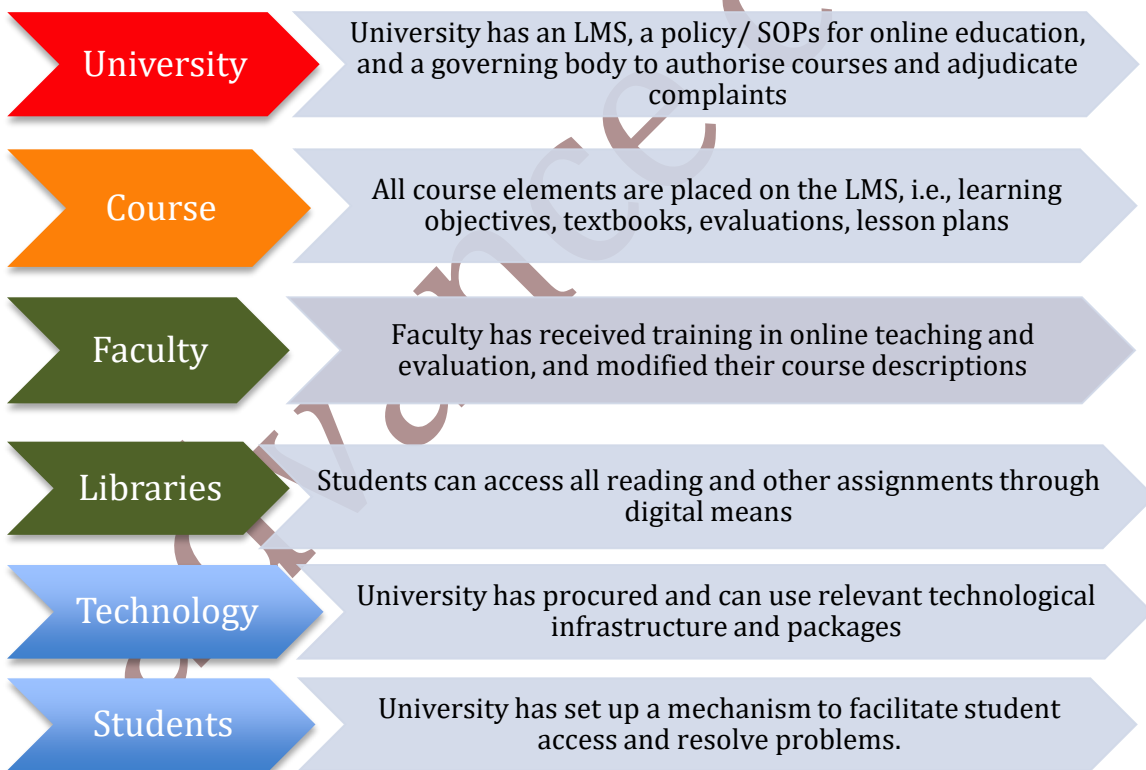 University
University has an LMS, a policy/ SOPs for online education,
and a governing body to authorise courses and adjudicate
complaints
Course
All course elements are placed on the LMS, i.e., learning
objectives, textbooks, evaluations, lesson plans
Faculty
Faculty has received training in online teaching and
evaluation, and modified their course descriptions
Libraries
Students can access all reading and other assignments through
digital means
Technology
University has procured and can use relevant technological
infrastructure and packages
Students
University has set up a mechanism to facilitate student
access and resolve problems.